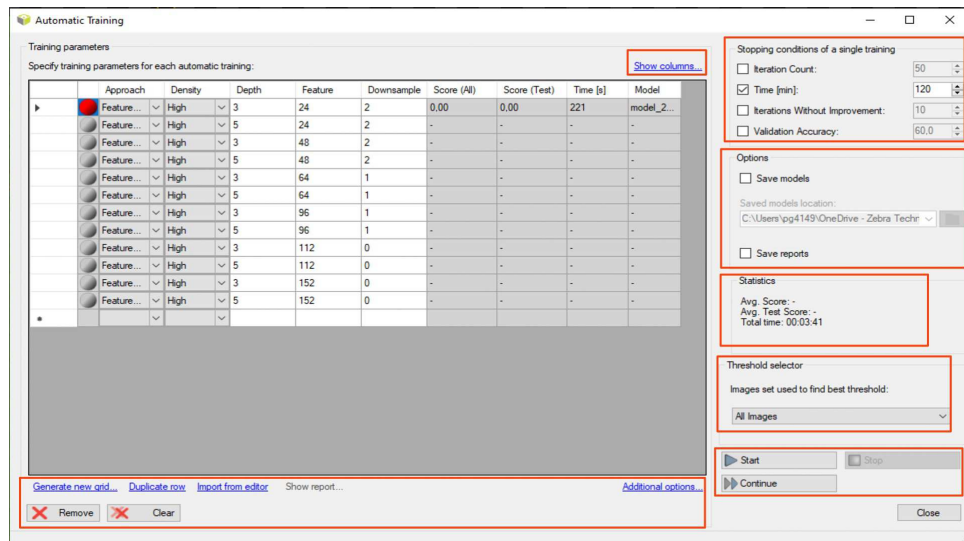 Automatic Training
Training parameters
Specify training parameters for each automatic training:
Show columns...
Approach Density Depth Feature Downsample Score (All) Score (Test) Time [s] Model
Feature... High 3 24 2 0,00 0,00 221 model_2...
Feature... High 5 24 2 - - - -
Feature... High 3 48 2 - - - -
Feature... High 5 48 2 - - - -
Feature... High 3 64 1 - - - -
Feature... High 5 64 1 - - - -
Feature... High 3 96 1 - - - -
Feature... High 5 96 1 - - - -
Feature... High 3 112 0 - - - -
Feature... High 5 112 0 - - - -
Feature... High 3 152 0 - - - -
Feature... High 5 152 0 - - - -
Generate new grid... Duplicate row Import from editor Show report... Additional options...
Remove Clear
Stopping conditions of a single training
Iteration Count: 50
Time [min]: 120
Iterations Without Improvement: 10
Validation Accuracy: 60,0
Options
Save models
Saved models location:
C:\Users\pg4149\OneDrive - Zebra Techr
Save reports
Statistics
Avg. Score: -
Avg. Test Score: -
Total time: 00:03:41
Threshold selector
Images set used to find best threshold:
All Images
Start Stop
Continue
Close